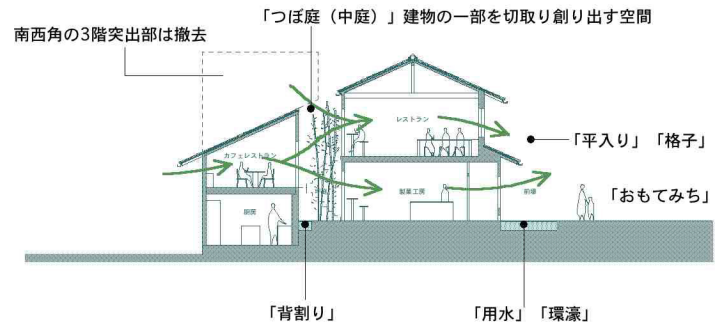 「つぼ庭（中庭）」建物の一部を切取り創り出す空間
南西角の3階突出部は撤去
レストラン
「平入り」「格子」
カフェレストラン
製菓工房
前濠
「おもてみち」
厨房
「背割り」
「用水」「環濠」